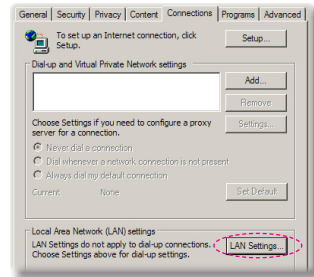 General Security Privacy Content Connections Programs Advanced
To set up an Internet connection, click
Setup.
Setup...
Dial-up and Virtual Private Network settings
Add...
Remove
Choose Settings if you need to configure a proxy
server for a connection.
Settings...
Never dial a connection
Dial whenever a network connection is not present
Always dial my default connection
Current None
Set Default
Local Area Network (LAN) settings
LAN Settings do not apply to dial-up connections.
Choose Settings above for dial-up settings.
LAN Settings...